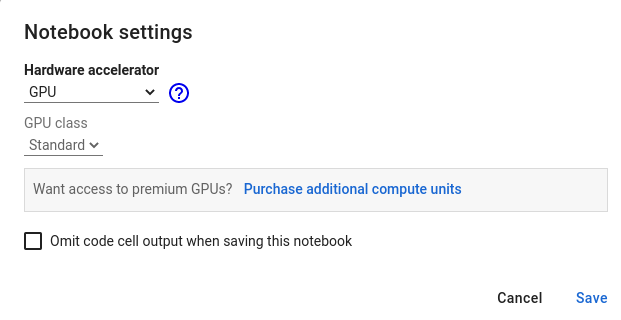 Notebook settings
Hardware accelerator
GPU
?
GPU class
Standard
Want access to premium GPUs? Purchase additional compute units
Omit code cell output when saving this notebook
Cancel Save